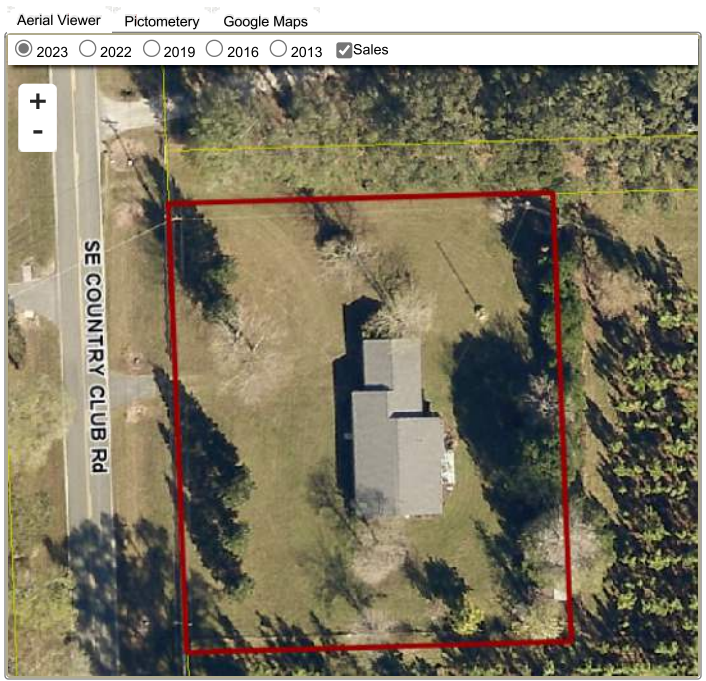 Aerial Viewer Pictometery Google Maps
2023 2022 2019 2016 2013 Sales
+
-
SE COUNTRY CLUB Rd